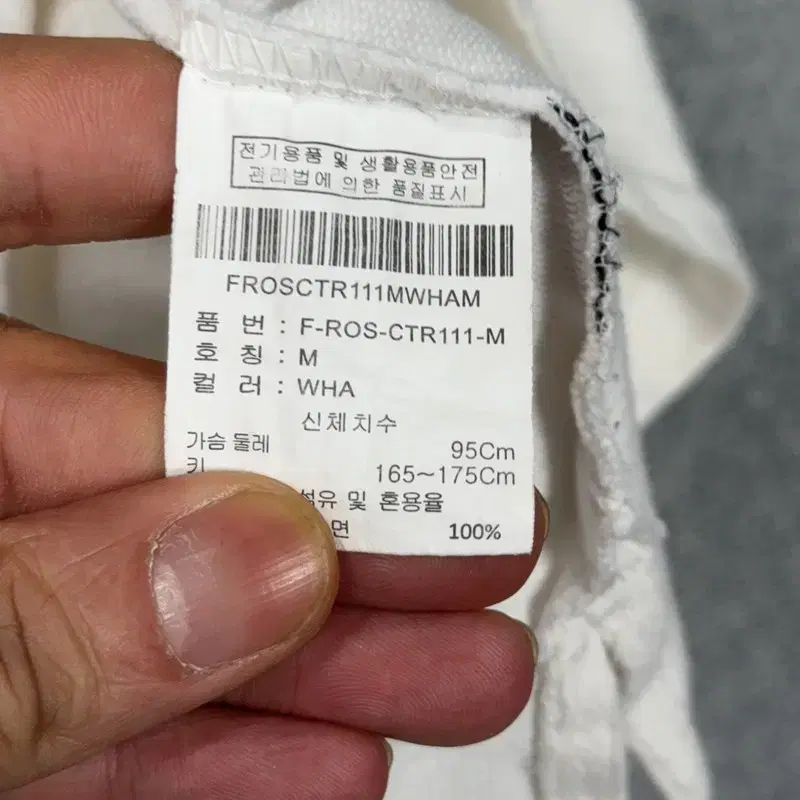 전기용품 및 생활용품안전
관리법에 의한 품질표시
FROSCTR111MWHAM
품 번 : F-ROS-CTR111-M
호 칭 : M
컬 러 : WHA
신체치수
가슴둘레 95Cm
키 165~175Cm
섬유 및 혼용율
면 100%